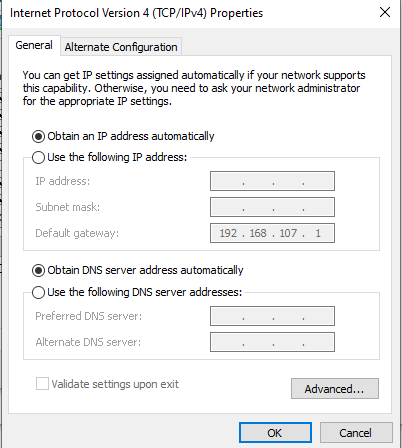 Internet Protocol Version 4 (TCP/IPv4) Properties
General
Alternate Configuration
You can get IP settings assigned automatically if your network supports
this capability. Otherwise, you need to ask your network administrator
for the appropriate IP settings.
Obtain an IP address automatically
Use the following IP address:
IP address: . . .
Subnet mask: . . .
Default gateway: 192 . 168 . 107 . 1
Obtain DNS server address automatically
Use the following DNS server addresses:
Preferred DNS server: . . .
Alternate DNS server: . . .
Validate settings upon exit
Advanced...
OK
Cancel